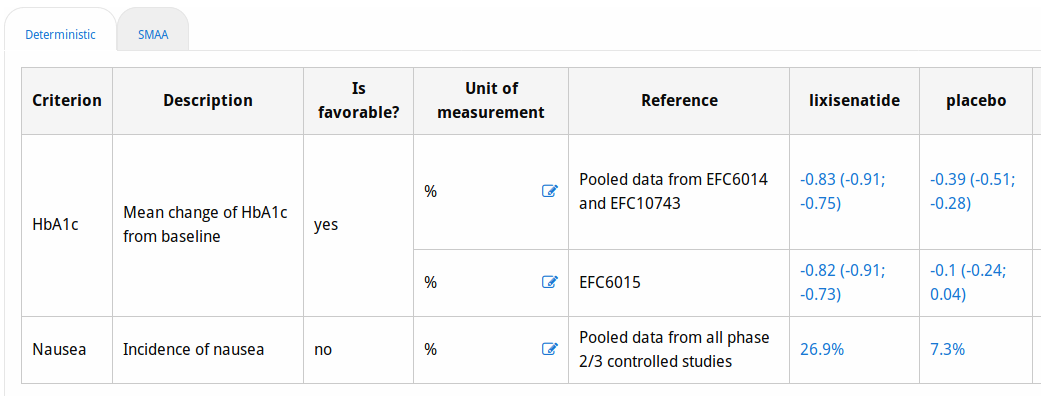 Deterministic SMAA
Criterion Description Is favorable? Unit of measurement Reference lixisenatide placebo
HbA1c Mean change of HbA1c from baseline yes
% Pooled data from EFC6014 and EFC10743 -0.83 (-0.91; -0.75) -0.39 (-0.51; -0.28)
% EFC6015 -0.82 (-0.91; -0.73) -0.1 (-0.24; 0.04)
Nausea Incidence of nausea no % Pooled data from all phase 2/3 controlled studies 26.9% 7.3%